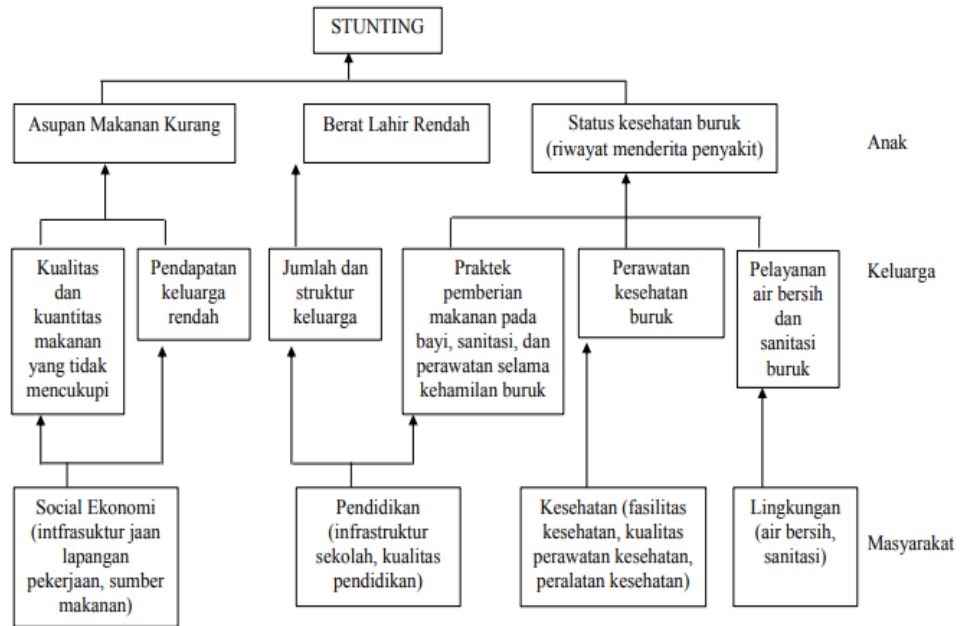 STUNTING
Asupan Makanan Kurang
Berat Lahir Rendah
Status kesehatan buruk
(riwayat menderita penyakit)
Anak
Kualitas
dan
kuantitas
makanan
yang tidak
mencukupi
Pendapatan
keluarga
rendah
Jumlah dan
struktur
keluarga
Praktek
pemberian
makanan pada
bayi, sanitasi, dan
perawatan selama
kehamilan buruk
Perawatan
kesehatan
buruk
Pelayanan
air bersih
dan
sanitasi
buruk
Keluarga
Social Ekonomi
(intfrasuktur jaan
lapangan
pekerjaan, sumber
makanan)
Pendidikan
(infrastruktur
sekolah, kualitas
pendidikan)
Kesehatan (fasilitas
kesehatan, kualitas
perawatan kesehatan,
peralatan kesehatan)
Lingkungan
(air bersih,
sanitasi)
Masyarakat